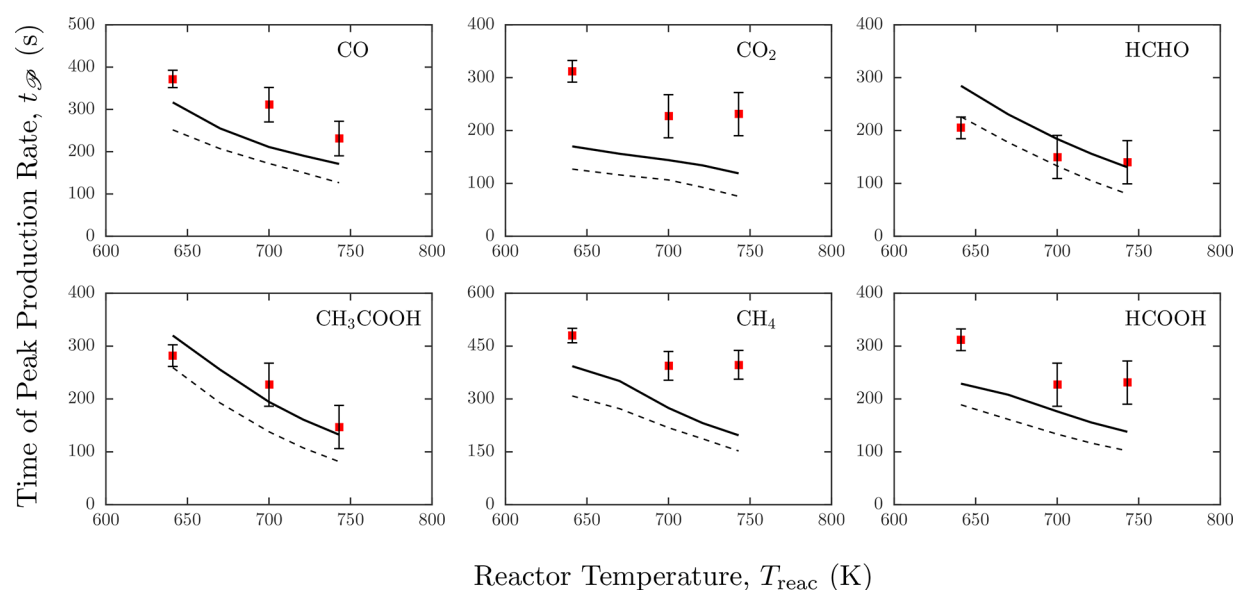 Time of Peak Production Rate, t𝒫 (s)
500
400
300
200
100
0
600 650 700 750 800
CO
400
300
200
100
0
600 650 700 750 800
CO₂
400
300
200
100
0
600 650 700 750 800
HCHO
400
300
200
100
0
600 650 700 750 800
CH₃COOH
600
450
300
150
0
600 650 700 750 800
CH₄
400
300
200
100
0
600 650 700 750 800
HCOOH
Reactor Temperature, Treac (K)